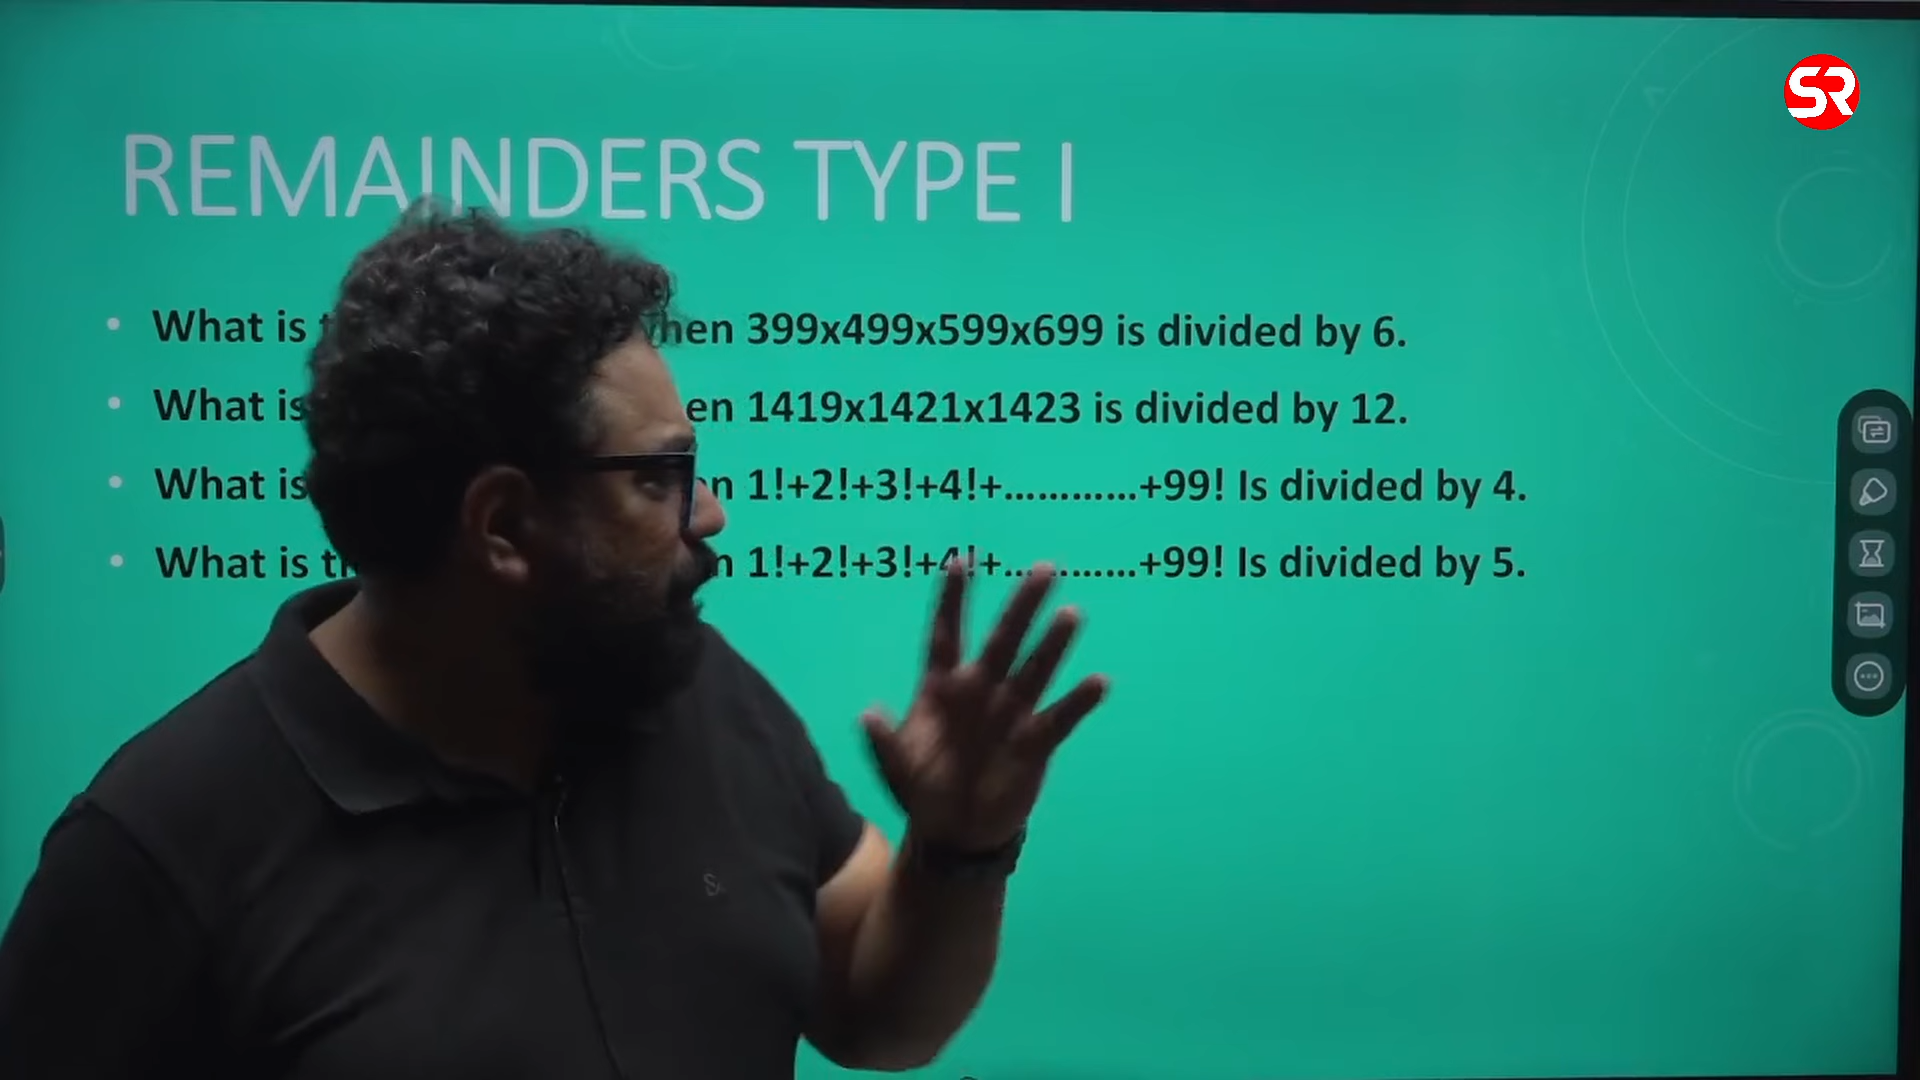 SR
REMAINDERS TYPE I
• What is when 399x499x599x699 is divided by 6.
• What is 1419x1421x1423 is divided by 12.
• What is 1!+2!+3!+4!+............+99! Is divided by 4.
• What is 1!+2!+3!+4!+............+99! Is divided by 5.